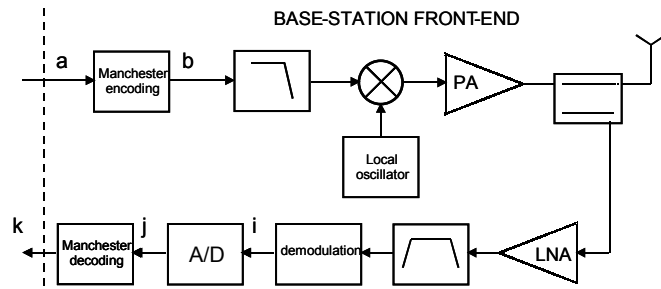 BASE-STATION FRONT-END
a
Manchester
encoding
b
PA
Local
oscillator
k
Manchester
decoding
j
A/D
i
demodulation
LNA